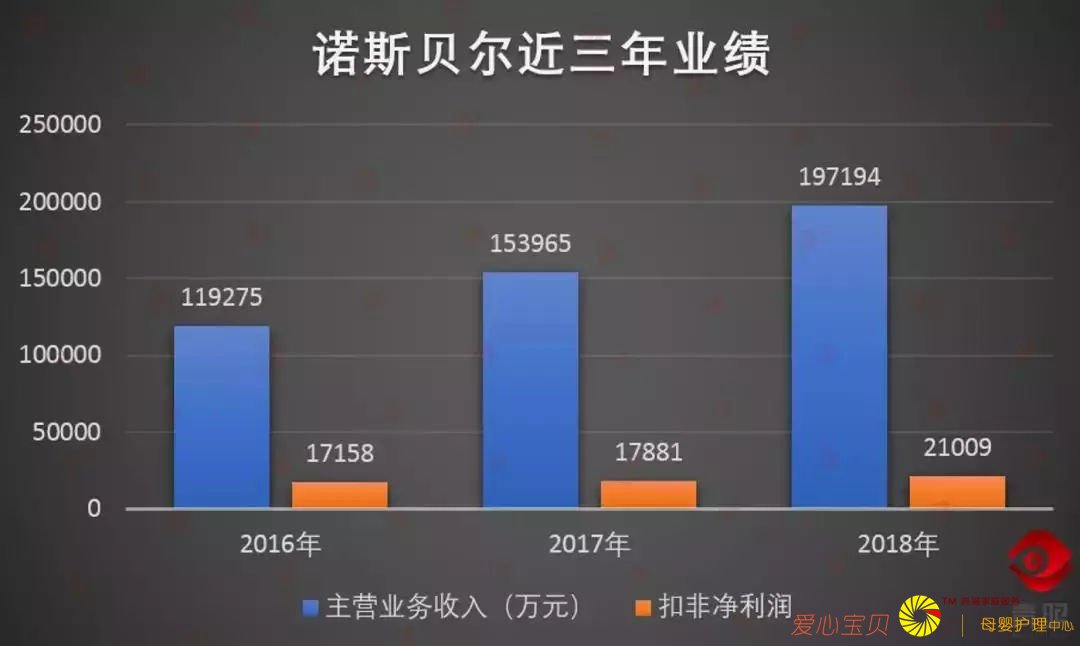 诺斯贝尔近三年业绩
250000
200000
150000
100000
50000
0
119275
17158
153965
17881
197194
21009
2016年
2017年
2018年
主营业务收入（万元）
扣非净利润
爱心宝贝
TM
母婴护理中心